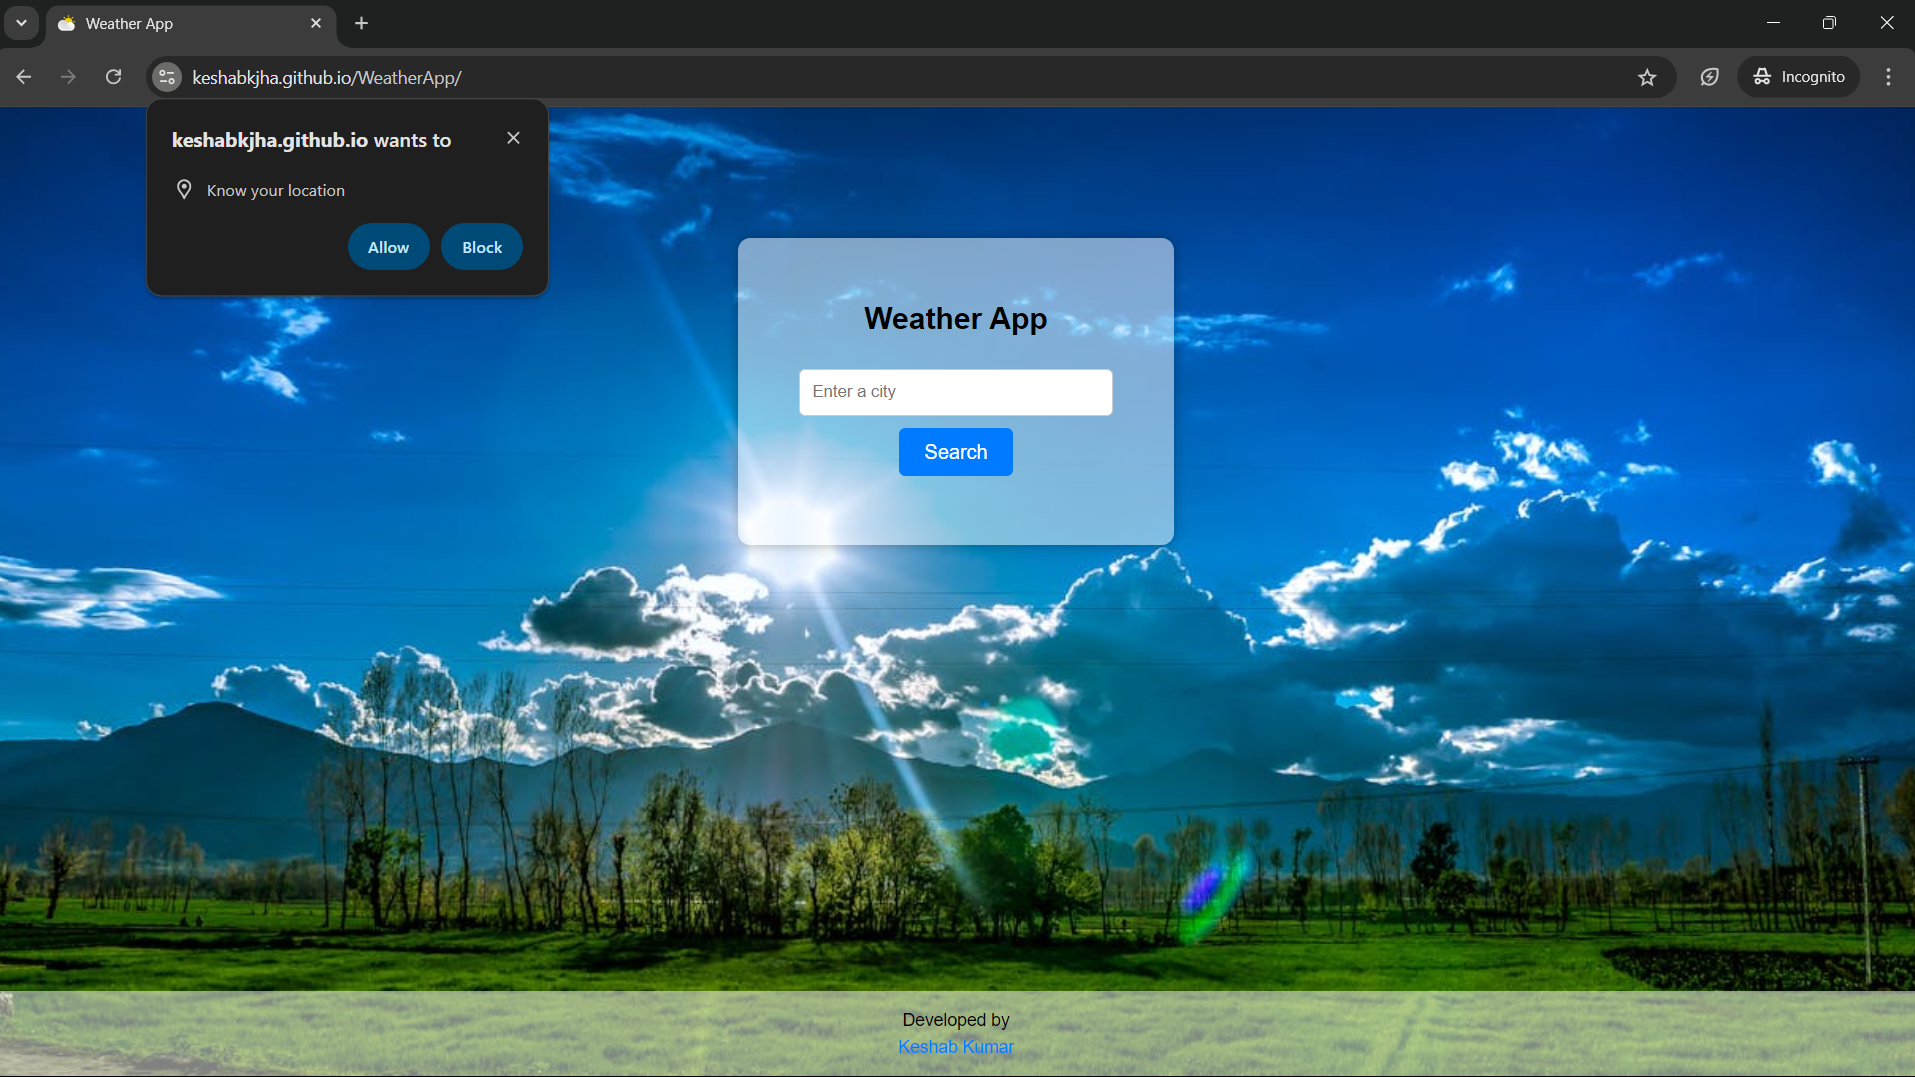 Weather App
keshabkjha.github.io/WeatherApp/
Incognito
keshabkjha.github.io wants to
Know your location
Allow
Block
Weather App
Enter a city
Search
Developed by
Keshab Kumar